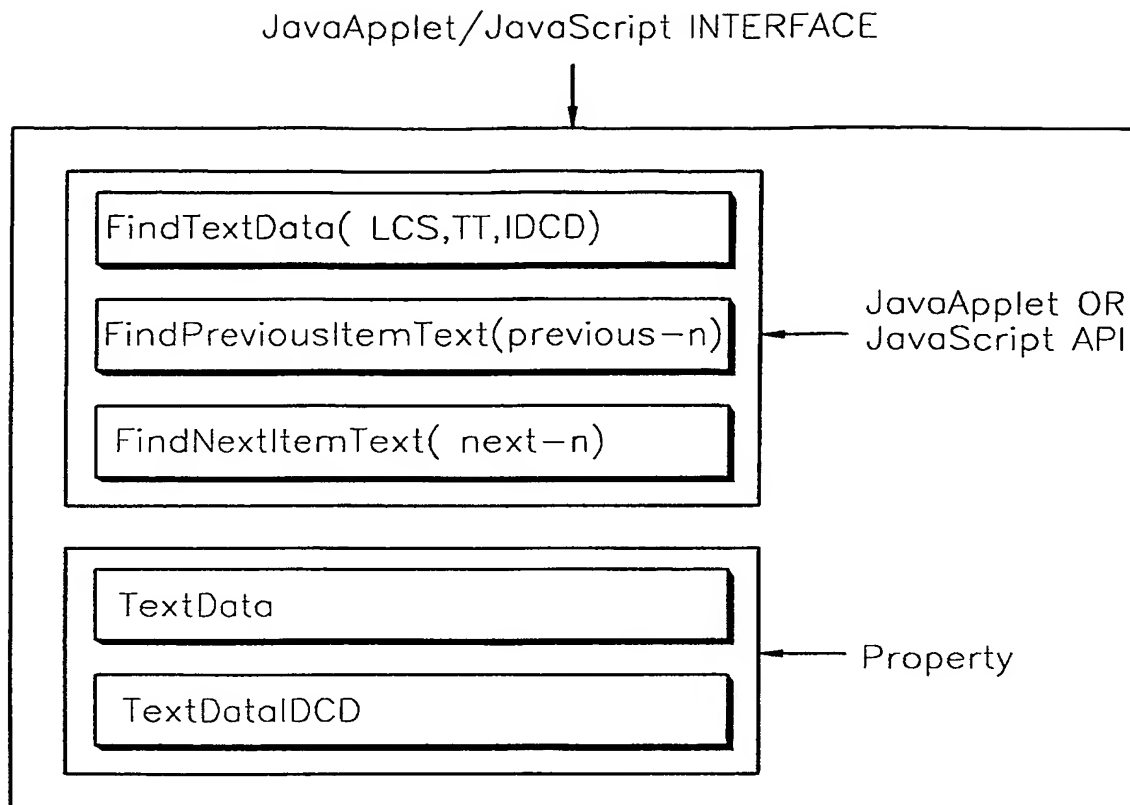 JavaApplet/JavaScript INTERFACE
FindTextData( LCS,TT,IDCD)
FindPreviousItemText(previous-n)
FindNextItemText( next-n)
JavaApplet OR
JavaScript API
TextData
TextDataIDCD
Property